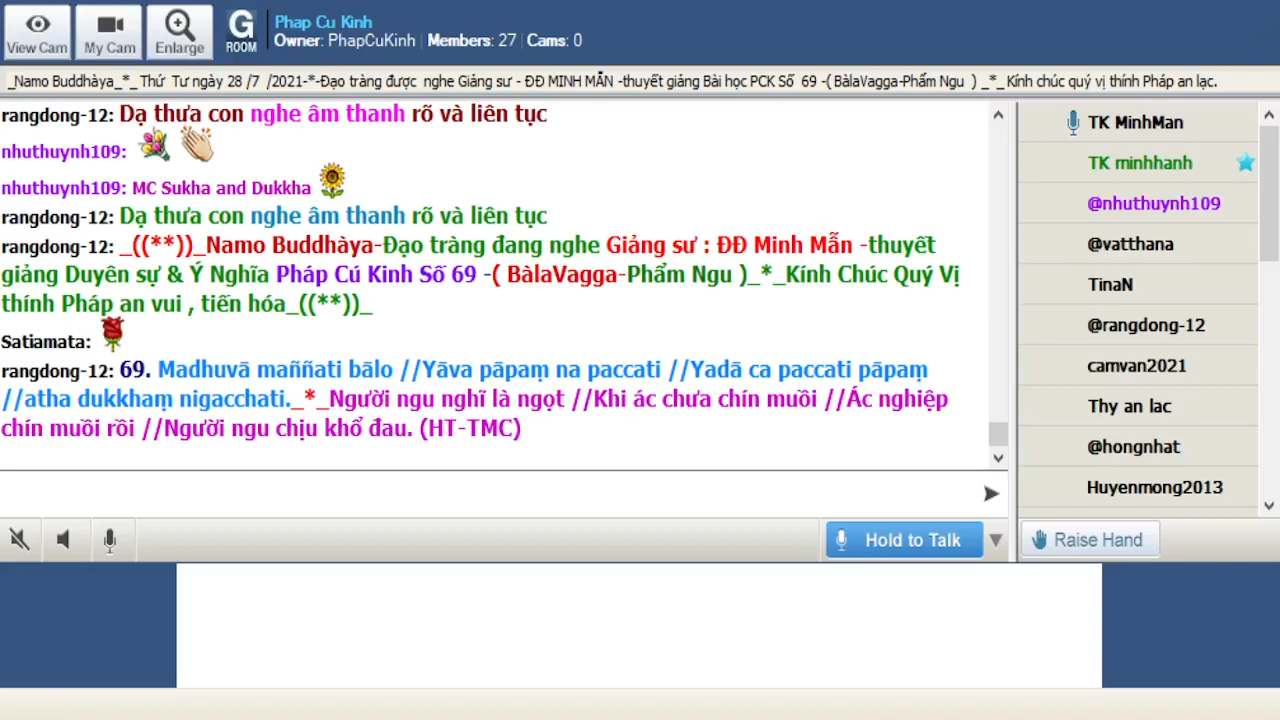 View Cam
My Cam
Enlarge
G
ROOM
Phap Cu Kinh
Owner: PhapCuKinh | Members: 27 | Cams: 0
_Namo Buddhàya_*_ Thứ Tư ngày 28 /7 /2021-*-Đạo tràng được nghe Giảng sư - ĐĐ MINH MẪN -thuyết giảng Bài học PCK Số 69 -( BàlaVagga-Phẩm Ngu ) _*_Kính chúc quý vị thính Pháp an lạc.
rangdong-12: Dạ thưa con nghe âm thanh rõ và liên tục
nhuthuynh109:
nhuthuynh109: MC Sukha and Dukkha
rangdong-12: Dạ thưa con nghe âm thanh rõ và liên tục
rangdong-12: _((**))_Namo Buddhàya-Đạo tràng đang nghe Giảng sư : ĐĐ Minh Mẫn -thuyết
giảng Duyên sự & Ý Nghĩa Pháp Cú Kinh Số 69 -( BàlaVagga-Phẩm Ngu )_*_Kính Chúc Quý Vị
thính Pháp an vui , tiến hóa_((**))_
Satiamata:
rangdong-12: 69. Madhuvā maññati bālo //Yāva pāpaṃ na paccati //Yadā ca paccati pāpaṃ
//atha dukkhaṃ nigacchati._*_Người ngu nghĩ là ngọt //Khi ác chưa chín muồi //Ác nghiệp
chín muồi rồi //Người ngu chịu khổ đau. (HT-TMC)
TK MinhMan
TK minhhanh
@nhuthuynh109
@vatthana
TinaN
@rangdong-12
camvan2021
Thy an lac
@hongnhat
Huyenmong2013
Hold to Talk
Raise Hand